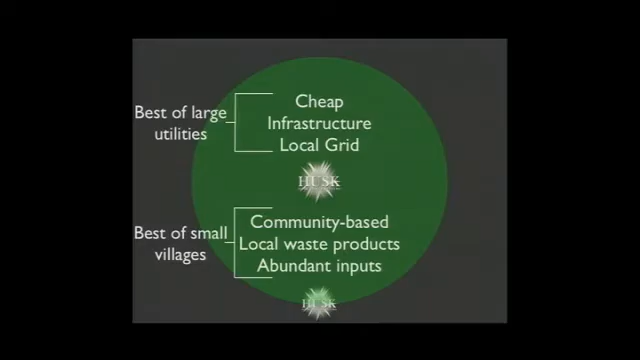 Best of large
utilities
Cheap
Infrastructure
Local Grid
HUSK
Best of small
villages
Community-based
Local waste products
Abundant inputs
HUSK